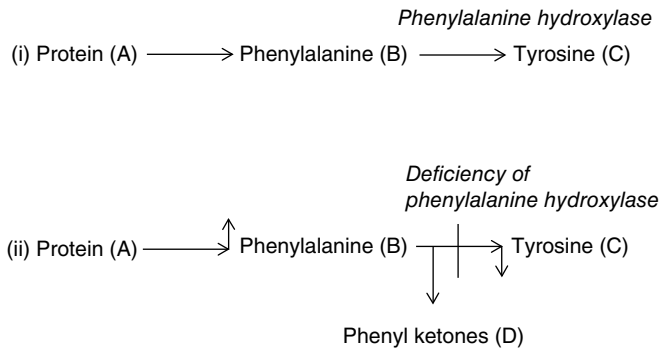 Phenylalanine hydroxylase
(i) Protein (A) Phenylalanine (B) Tyrosine (C)
Deficiency of
phenylalanine hydroxylase
(ii) Protein (A) Phenylalanine (B) Tyrosine (C)
Phenyl ketones (D)